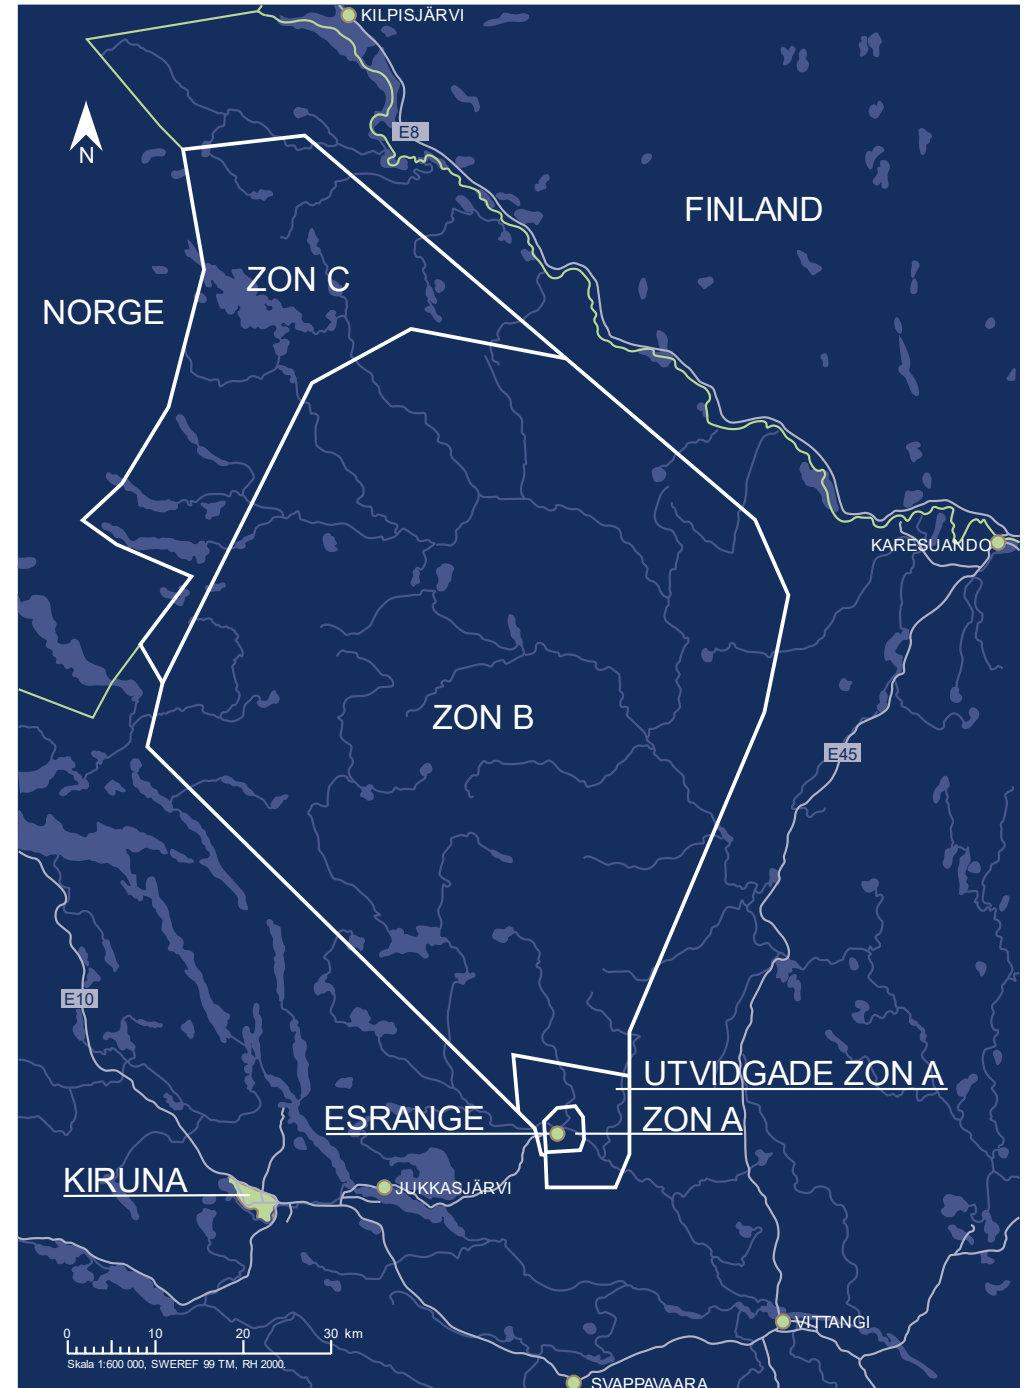 KILPISJÄRVI
E8
N
FINLAND
ZON C
NORGE
KARESUANDO
ZON B
E45
E10
UTVIDGADE ZON A
ESRANGE
ZON A
KIRUNA
JUKKASJÄRVI
VITTANGI
0 10 20 30 km
Skala 1:600 000, SWEREF 99 TM, RH 2000.
SVAPPAVAARA